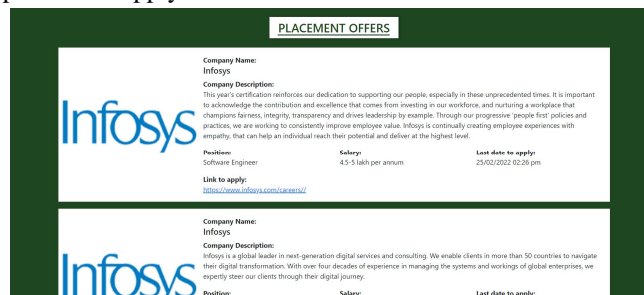 PLACEMENT OFFERS
Company Name:
Infosys
Company Description:
This year's certification reinforces our dedication to supporting our people, especially in these unprecedented times. It is important
to acknowledge the contribution and excellence that comes from investing in our workforce, and nurturing a workplace that
champions fairness, integrity, transparency and drives leadership by example. Through our progressive 'people first' policies and
practices, we are working to consistently improve employee value. Infosys is continually creating employee experiences with
empathy, that can help an individual reach their potential and deliver at the highest level.
Infosys
Position: Salary: Last date to apply:
Software Engineer 4.5-5 lakh per annum 25/02/2022 02:26 pm
Link to apply:
https://www.infosys.com/careers//
Company Name:
Infosys
Company Description:
Infosys is a global leader in next-generation digital services and consulting. We enable clients in more than 50 countries to navigate
their digital transformation. With over four decades of experience in managing the systems and workings of global enterprises, we
expertly steer our clients through their digital journey.
Infosys
Position: Salary: Last date to apply: